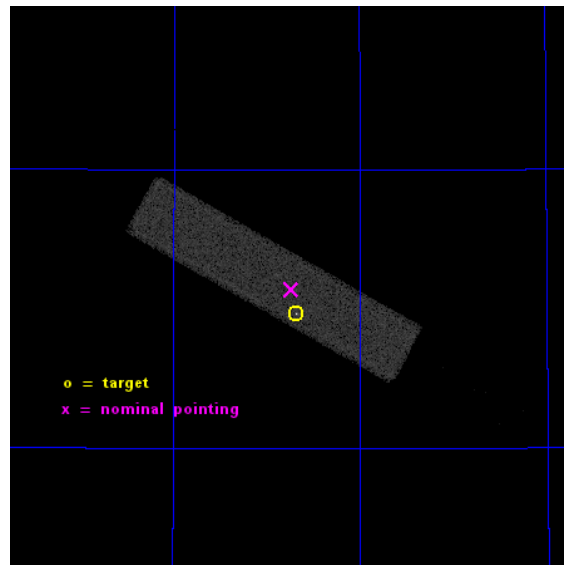 o = target
x = nominal pointing